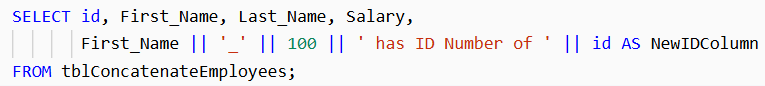 SELECT id, First_Name, Last_Name, Salary,
First_Name || '_' || 100 || ' has ID Number of ' || id AS NewIDColumn
FROM tblConcatenateEmployees;